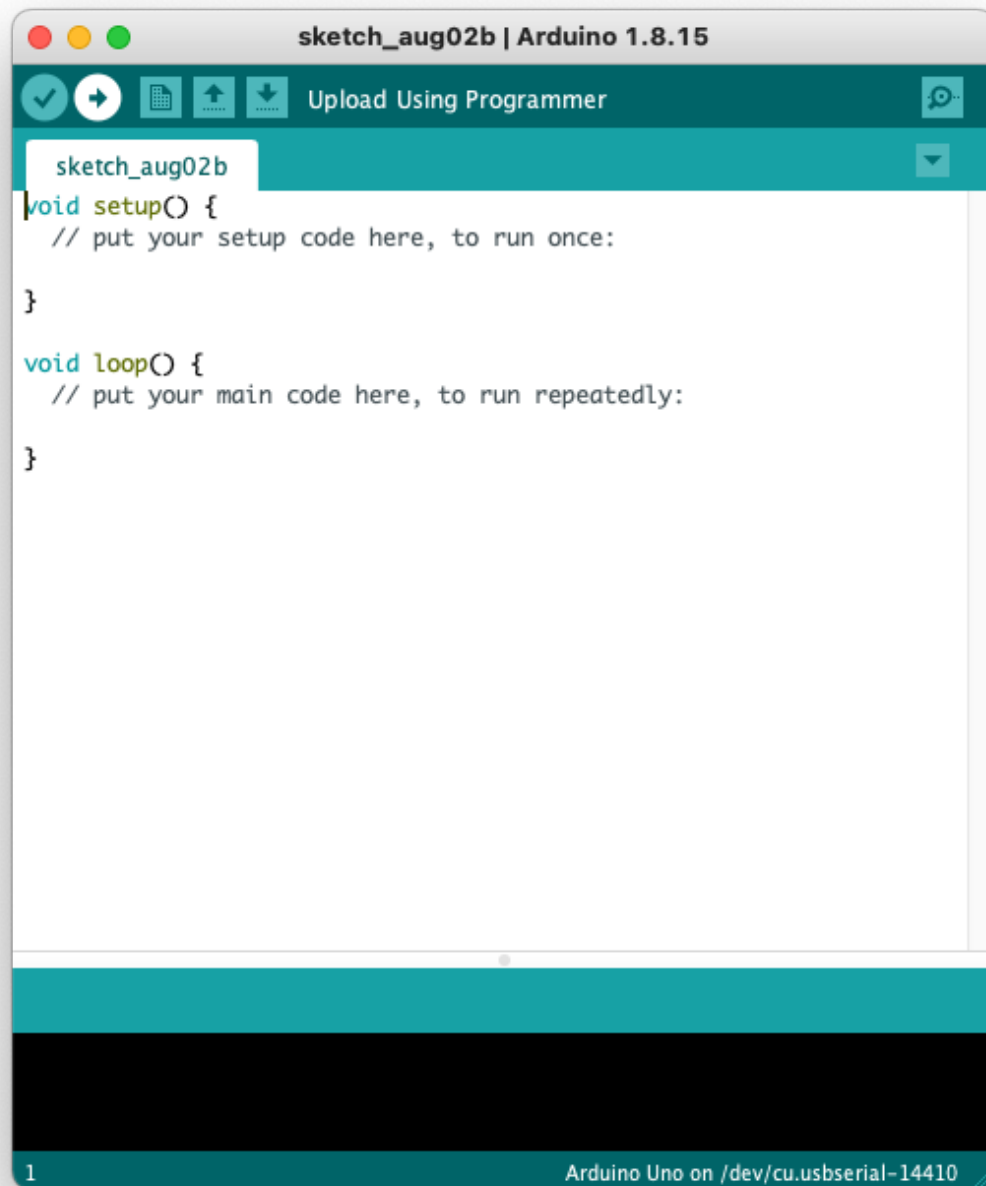 sketch_aug02b | Arduino 1.8.15
Upload Using Programmer
sketch_aug02b
void setup() {
  // put your setup code here, to run once:
}
void loop() {
  // put your main code here, to run repeatedly:
}
1 Arduino Uno on /dev/cu.usbserial-14410